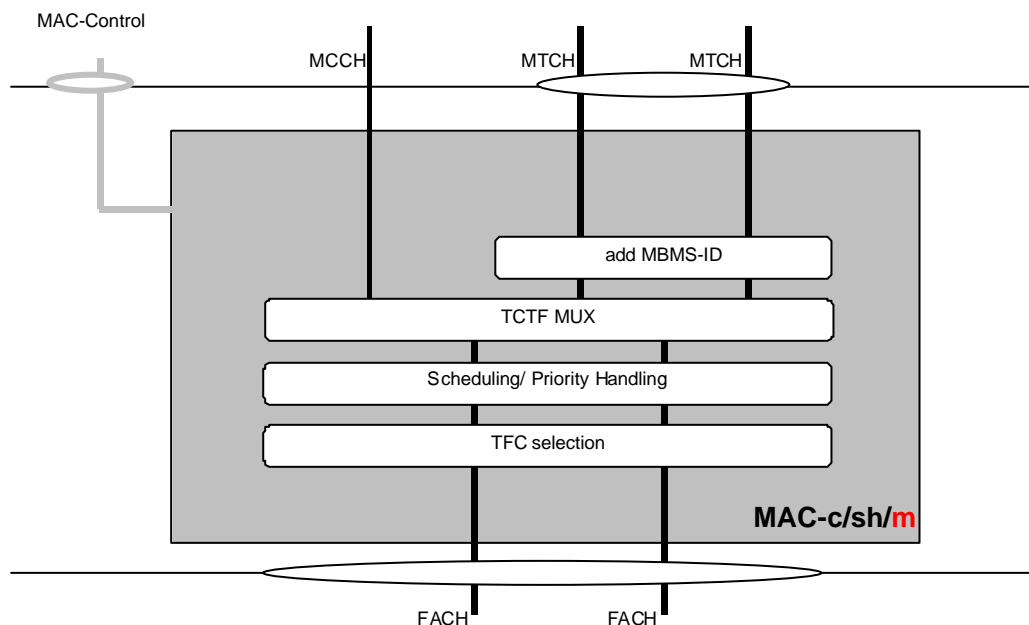 MAC-Control
MCCH
MTCH
MTCH
add MBMS-ID
TCTF MUX
Scheduling/ Priority Handling
TFC selection
MAC-c/sh/m
FACH
FACH